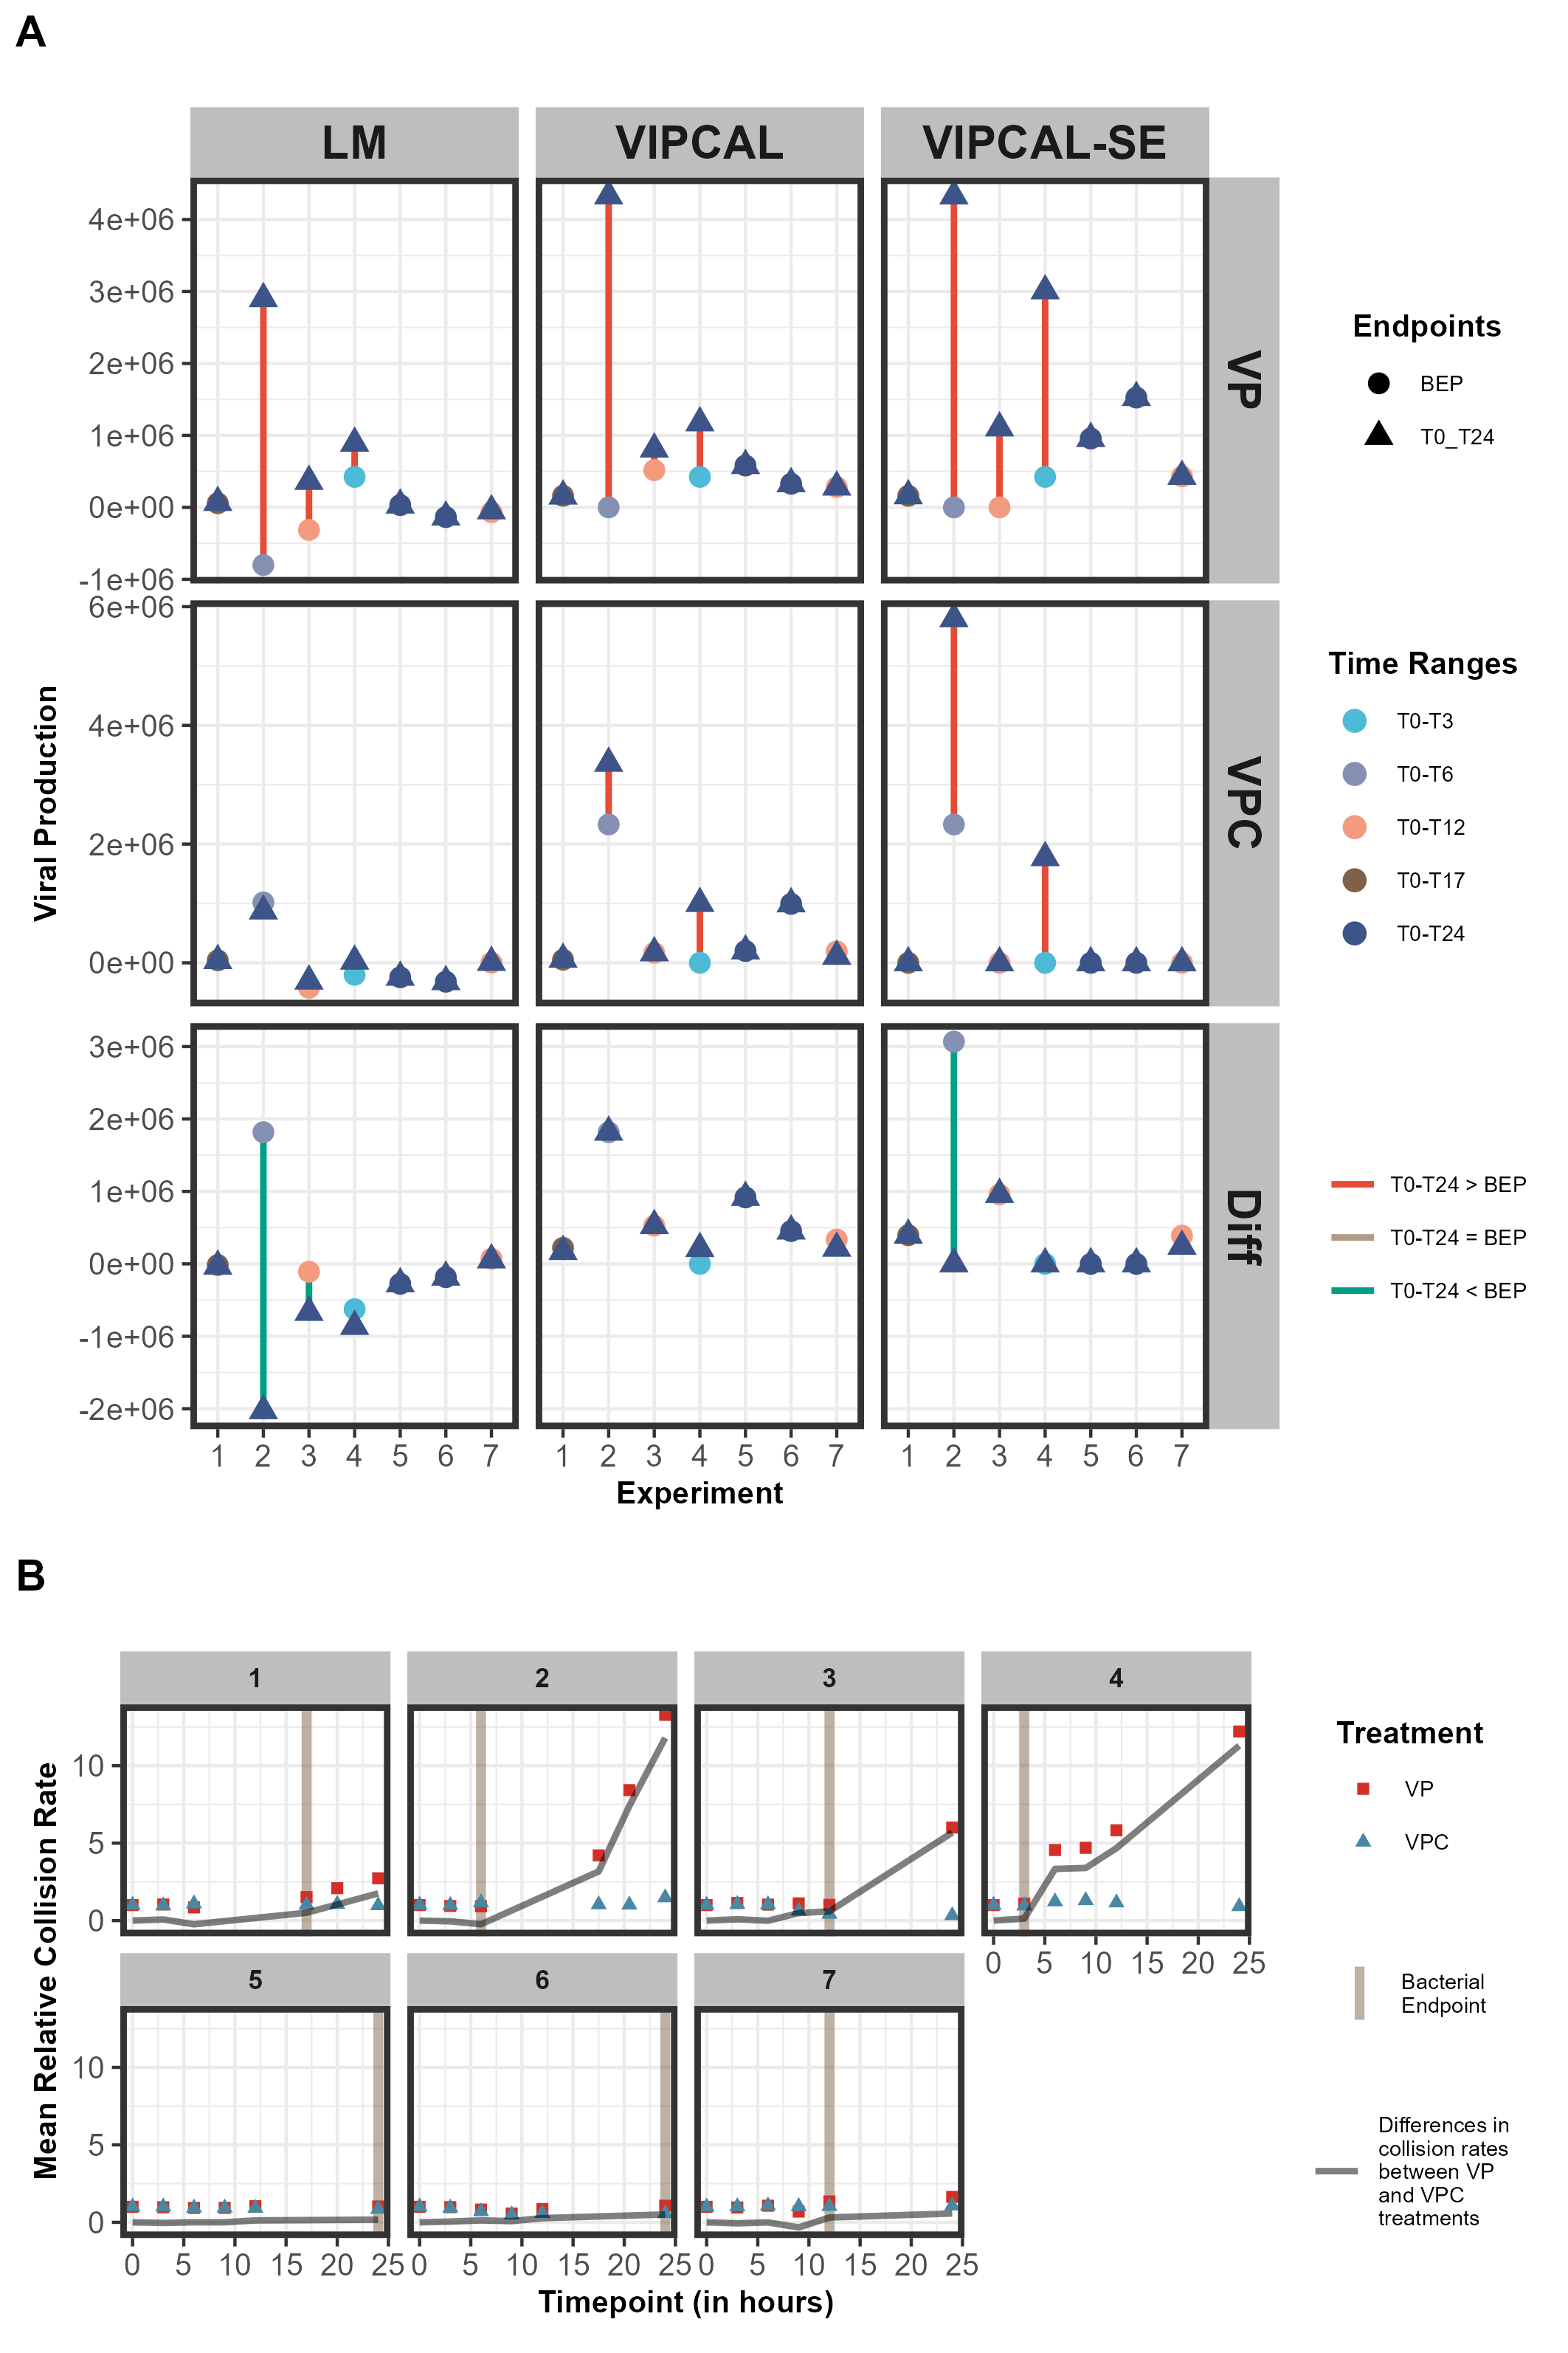 A
LM
VIPCAL
VIPCAL-SE
4e+06
3e+06
2e+06
1e+06
0e+00
-1e+06
VP
6e+06
4e+06
2e+06
0e+00
VPC
3e+06
2e+06
1e+06
0e+00
-1e+06
-2e+06
Diff
1 2 3 4 5 6 7
1 2 3 4 5 6 7
1 2 3 4 5 6 7
Viral Production
Experiment
Endpoints
BEP
T0_T24
Time Ranges
T0-T3
T0-T6
T0-T12
T0-T17
T0-T24
T0-T24 > BEP
T0-T24 = BEP
T0-T24 < BEP
B
1
2
3
4
10
5
0
0 5 10 15 20 25
5
6
7
10
5
0
0 5 10 15 20 25
0 5 10 15 20 25
0 5 10 15 20 25
Mean Relative Collision Rate
Timepoint (in hours)
Treatment
VP
VPC
Bacterial
Endpoint
Differences in
collision rates
between VP
and VPC
treatments